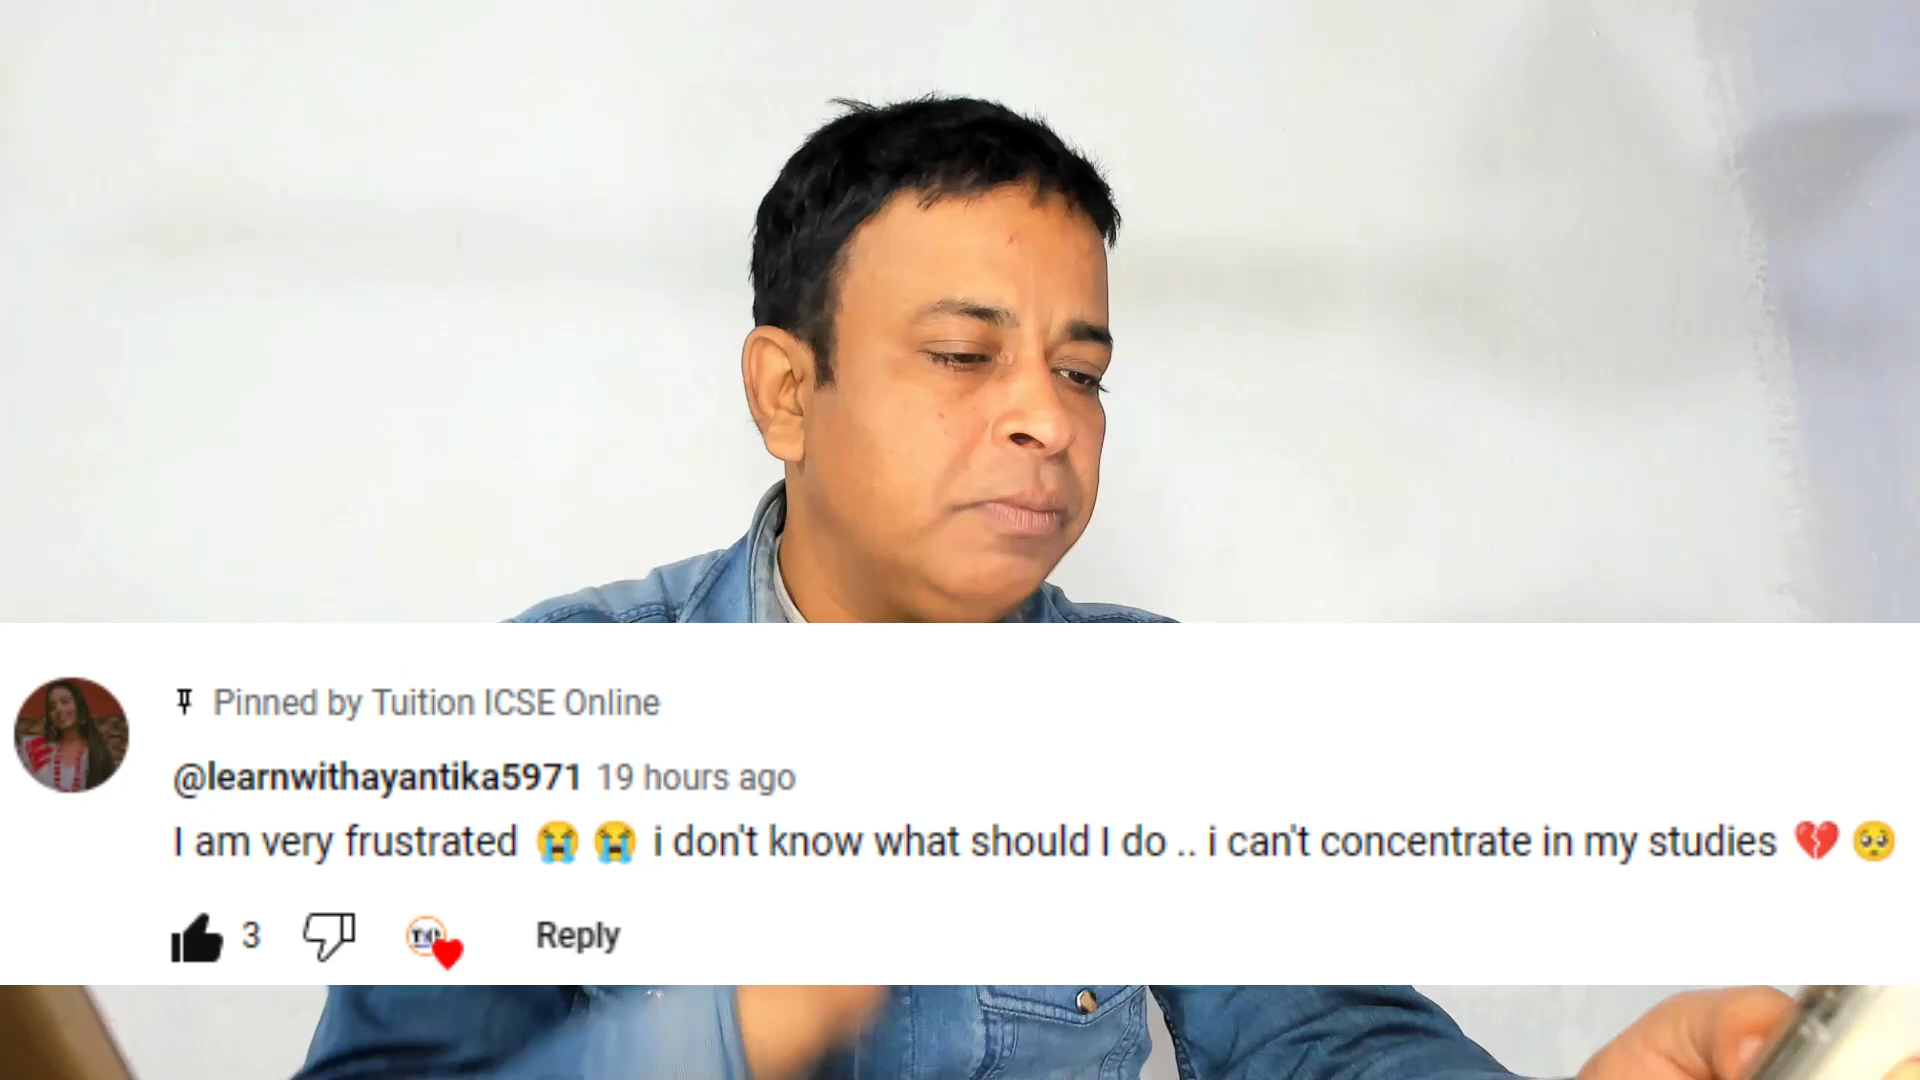 Pinned by Tuition ICSE Online
@learnwithayantika5971 19 hours ago
I am very frustrated 😭 😭 i don't know what should I do .. i can't concentrate in my studies 💔 🥺
3 Reply